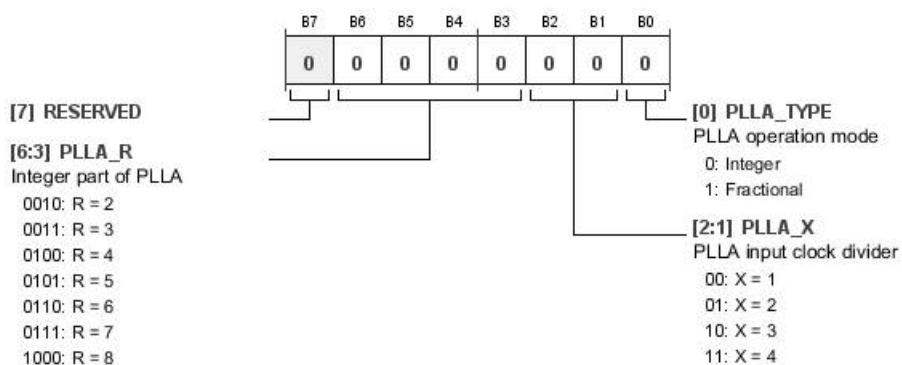 B7 B6 B5 B4 B3 B2 B1 B0
0 0 0 0 0 0 0 0
[7] RESERVED
[6:3] PLLA_R
Integer part of PLLA
0010: R = 2
0011: R = 3
0100: R = 4
0101: R = 5
0110: R = 6
0111: R = 7
1000: R = 8
[0] PLLA_TYPE
PLLA operation mode
0: Integer
1: Fractional
[2:1] PLLA_X
PLLA input clock divider
00: X = 1
01: X = 2
10: X = 3
11: X = 4